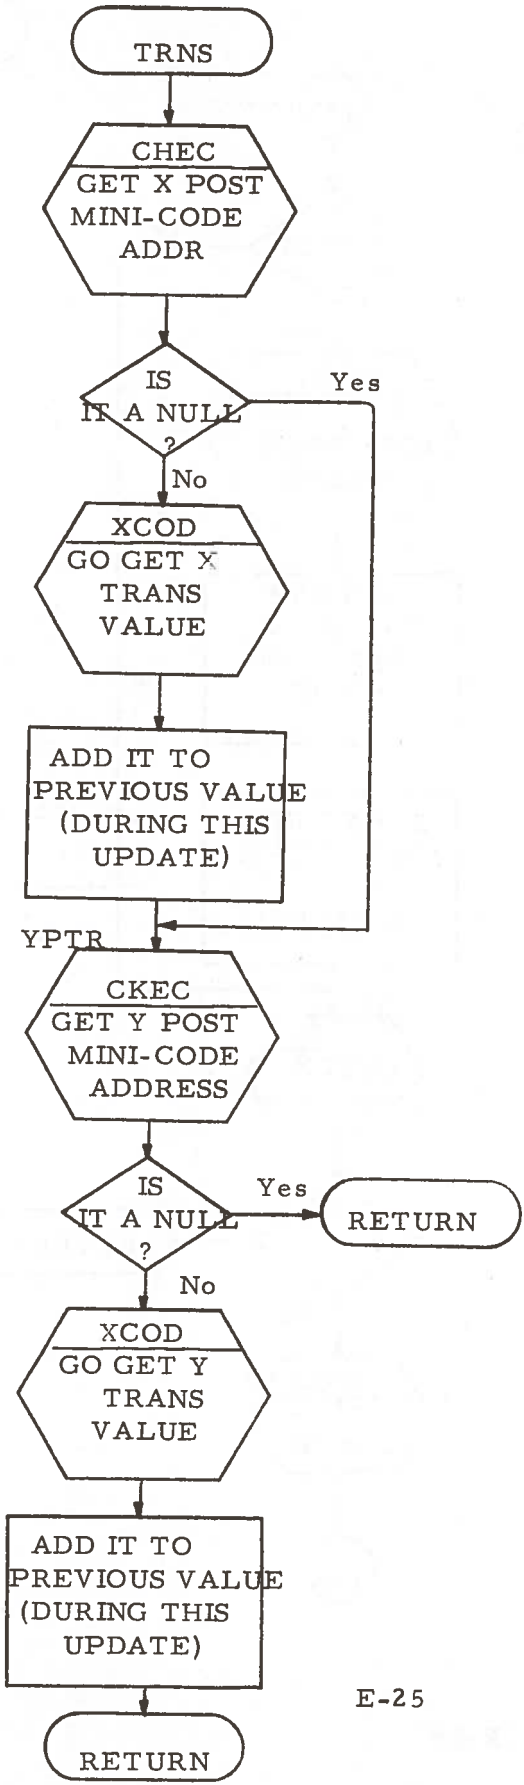 TRNS
CHEC
GET X POST
MINI-CODE
ADDR
IS
IT A NULL
?
Yes
No
XCOD
GO GET X
TRANS
VALUE
ADD IT TO
PREVIOUS VALUE
(DURING THIS
UPDATE)
YPTR
CKEC
GET Y POST
MINI-CODE
ADDRESS
IS
IT A NULL
?
Yes
RETURN
No
XCOD
GO GET Y
TRANS
VALUE
ADD IT TO
PREVIOUS VALUE
(DURING THIS
UPDATE)
E-25
RETURN